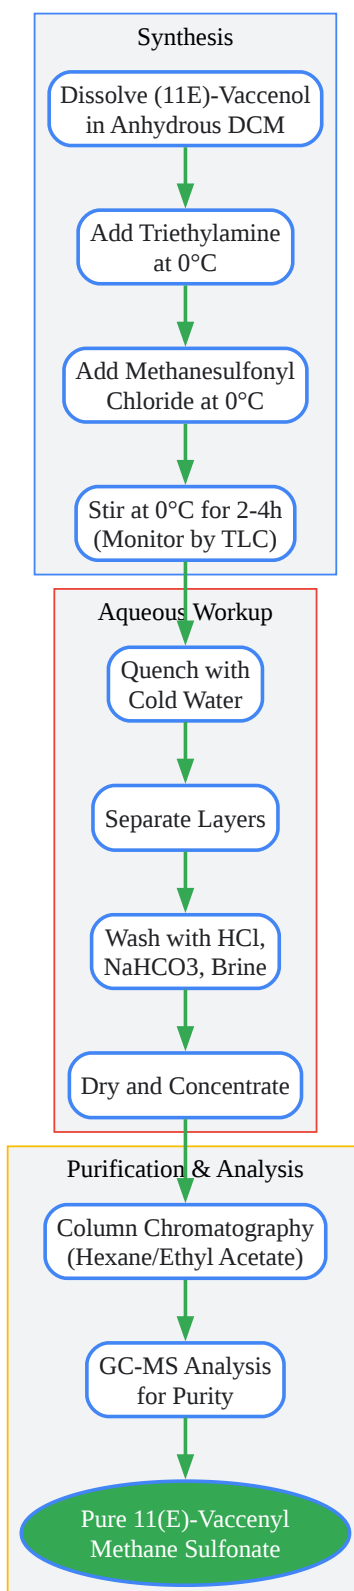 Synthesis
Dissolve (11E)-Vaccenol
in Anhydrous DCM
Add Triethylamine
at 0°C
Add Methanesulfonyl
Chloride at 0°C
Stir at 0°C for 2-4h
(Monitor by TLC)
Aqueous Workup
Quench with
Cold Water
Separate Layers
Wash with HCl,
NaHCO3, Brine
Dry and Concentrate
Purification & Analysis
Column Chromatography
(Hexane/Ethyl Acetate)
GC-MS Analysis
for Purity
Pure 11(E)-Vaccenyl
Methane Sulfonate